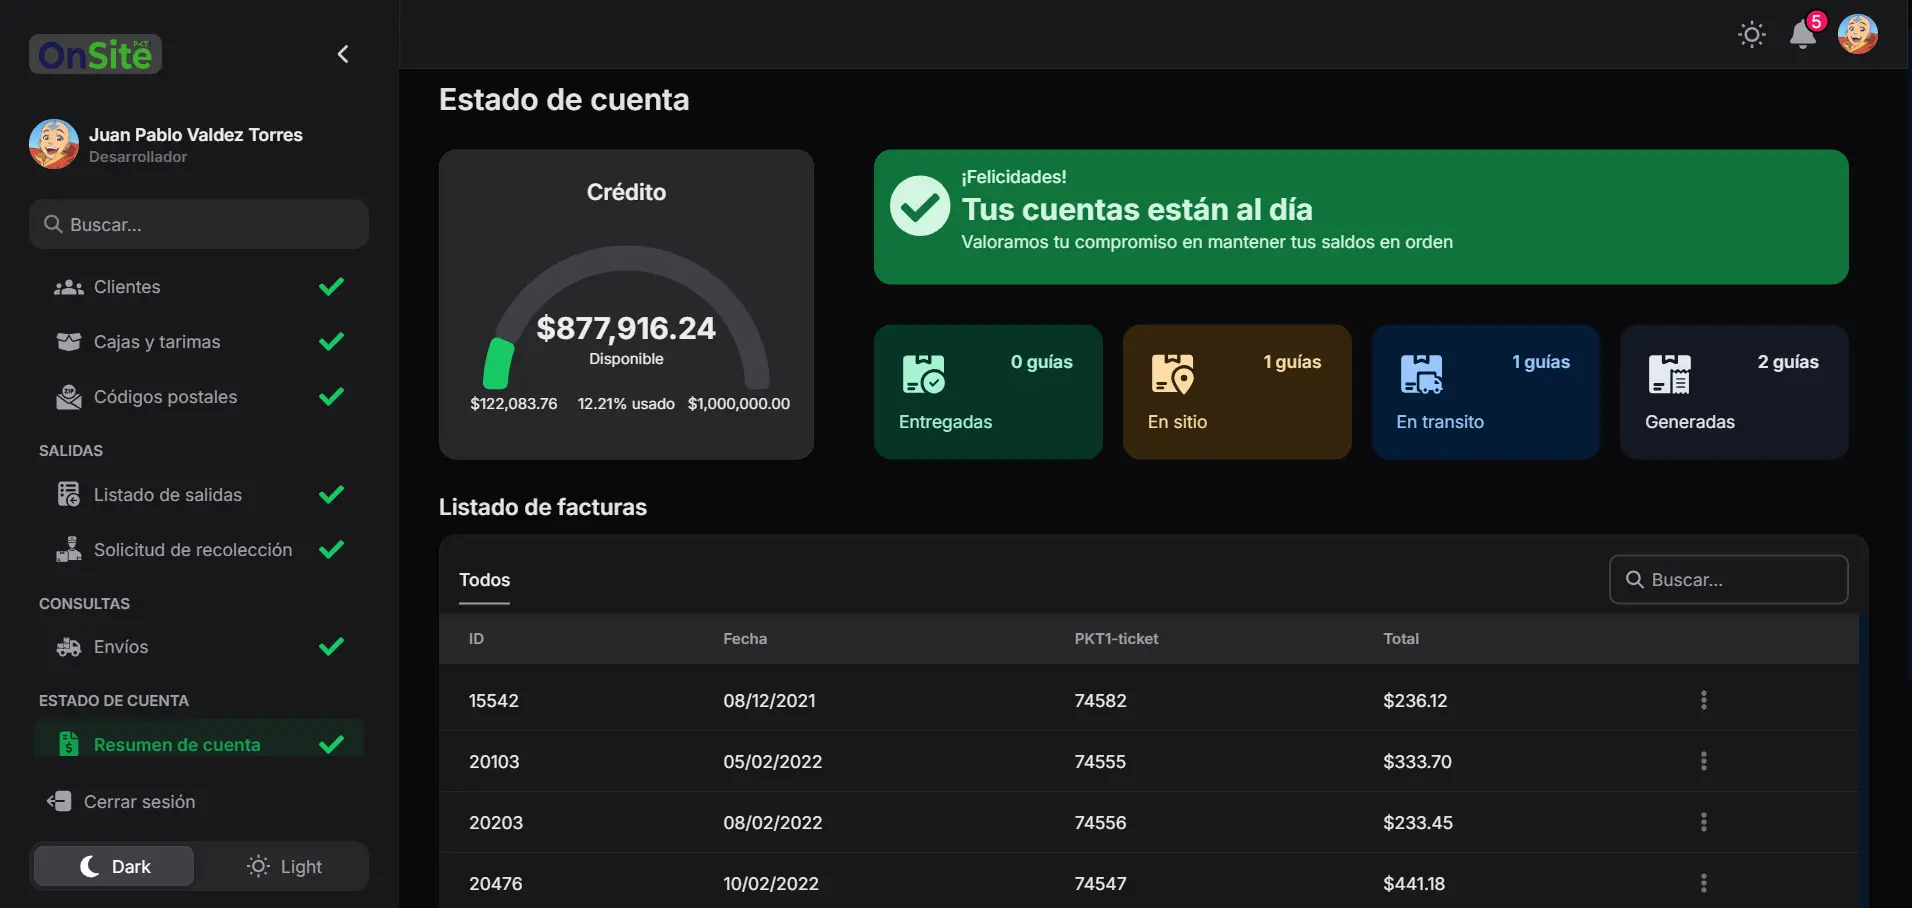 OnSite
PKT
Juan Pablo Valdez Torres
Desarrollador
Buscar...
Clientes
Cajas y tarimas
ZIP
Códigos postales
SALIDAS
Listado de salidas
Solicitud de recolección
CONSULTAS
Envíos
ESTADO DE CUENTA
Resumen de cuenta
Cerrar sesión
Dark
Light
5
Estado de cuenta
Crédito
$877,916.24
Disponible
$122,083.76 12.21% usado $1,000,000.00
¡Felicidades!
Tus cuentas están al día
Valoramos tu compromiso en mantener tus saldos en orden
0 guías
Entregadas
1 guías
En sitio
1 guías
En transito
2 guías
Generadas
Listado de facturas
Todos
Buscar...
ID Fecha PKT1-ticket Total
15542 08/12/2021 74582 $236.12
20103 05/02/2022 74555 $333.70
20203 08/02/2022 74556 $233.45
20476 10/02/2022 74547 $441.18